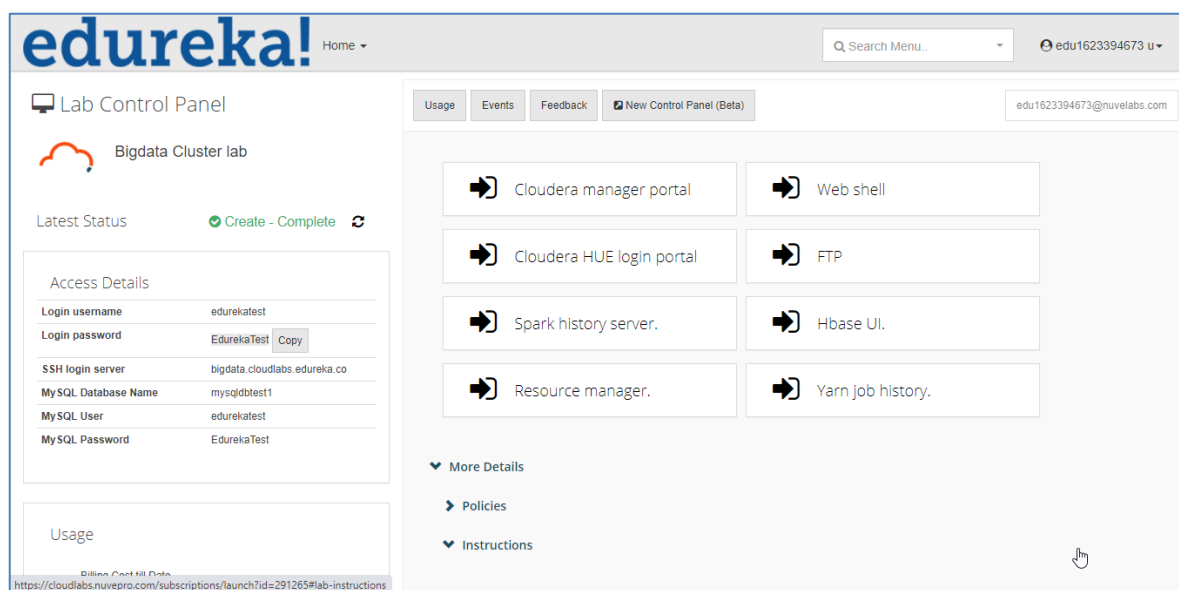 edureka!
Home
Search Menu..
edu1623394673 u
Lab Control Panel
Bigdata Cluster lab
Latest Status
Create - Complete
Access Details
Login username edurekatest
Login password EdurekaTest Copy
SSH login server bigdata.cloudlabs.edureka.co
MySQL Database Name mysqldbtest1
MySQL User edurekatest
MySQL Password EdurekaTest
Usage
Billing Cost till Date
https://cloudlabs.nuvepro.com/subscriptions/launch?id=291265#lab-instructions
Usage Events Feedback New Control Panel (Beta)
edu1623394673@nuvelabs.com
Cloudera manager portal
Web shell
Cloudera HUE login portal
FTP
Spark history server.
Hbase UI.
Resource manager.
Yarn job history.
More Details
Policies
Instructions